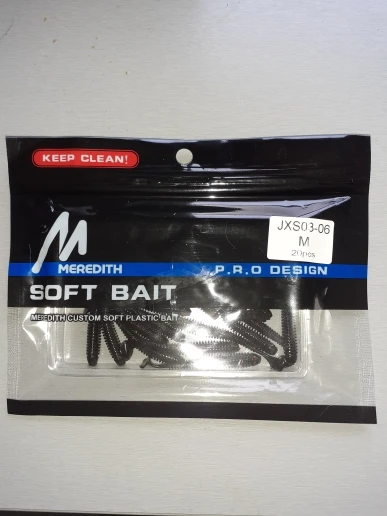 KEEP CLEAN!
JXS03-06
M
20pcs
M
MEREDITH
P.R.O DESIGN
SOFT BAIT
MEREDITH CUSTOM SOFT PLASTIC BAIT